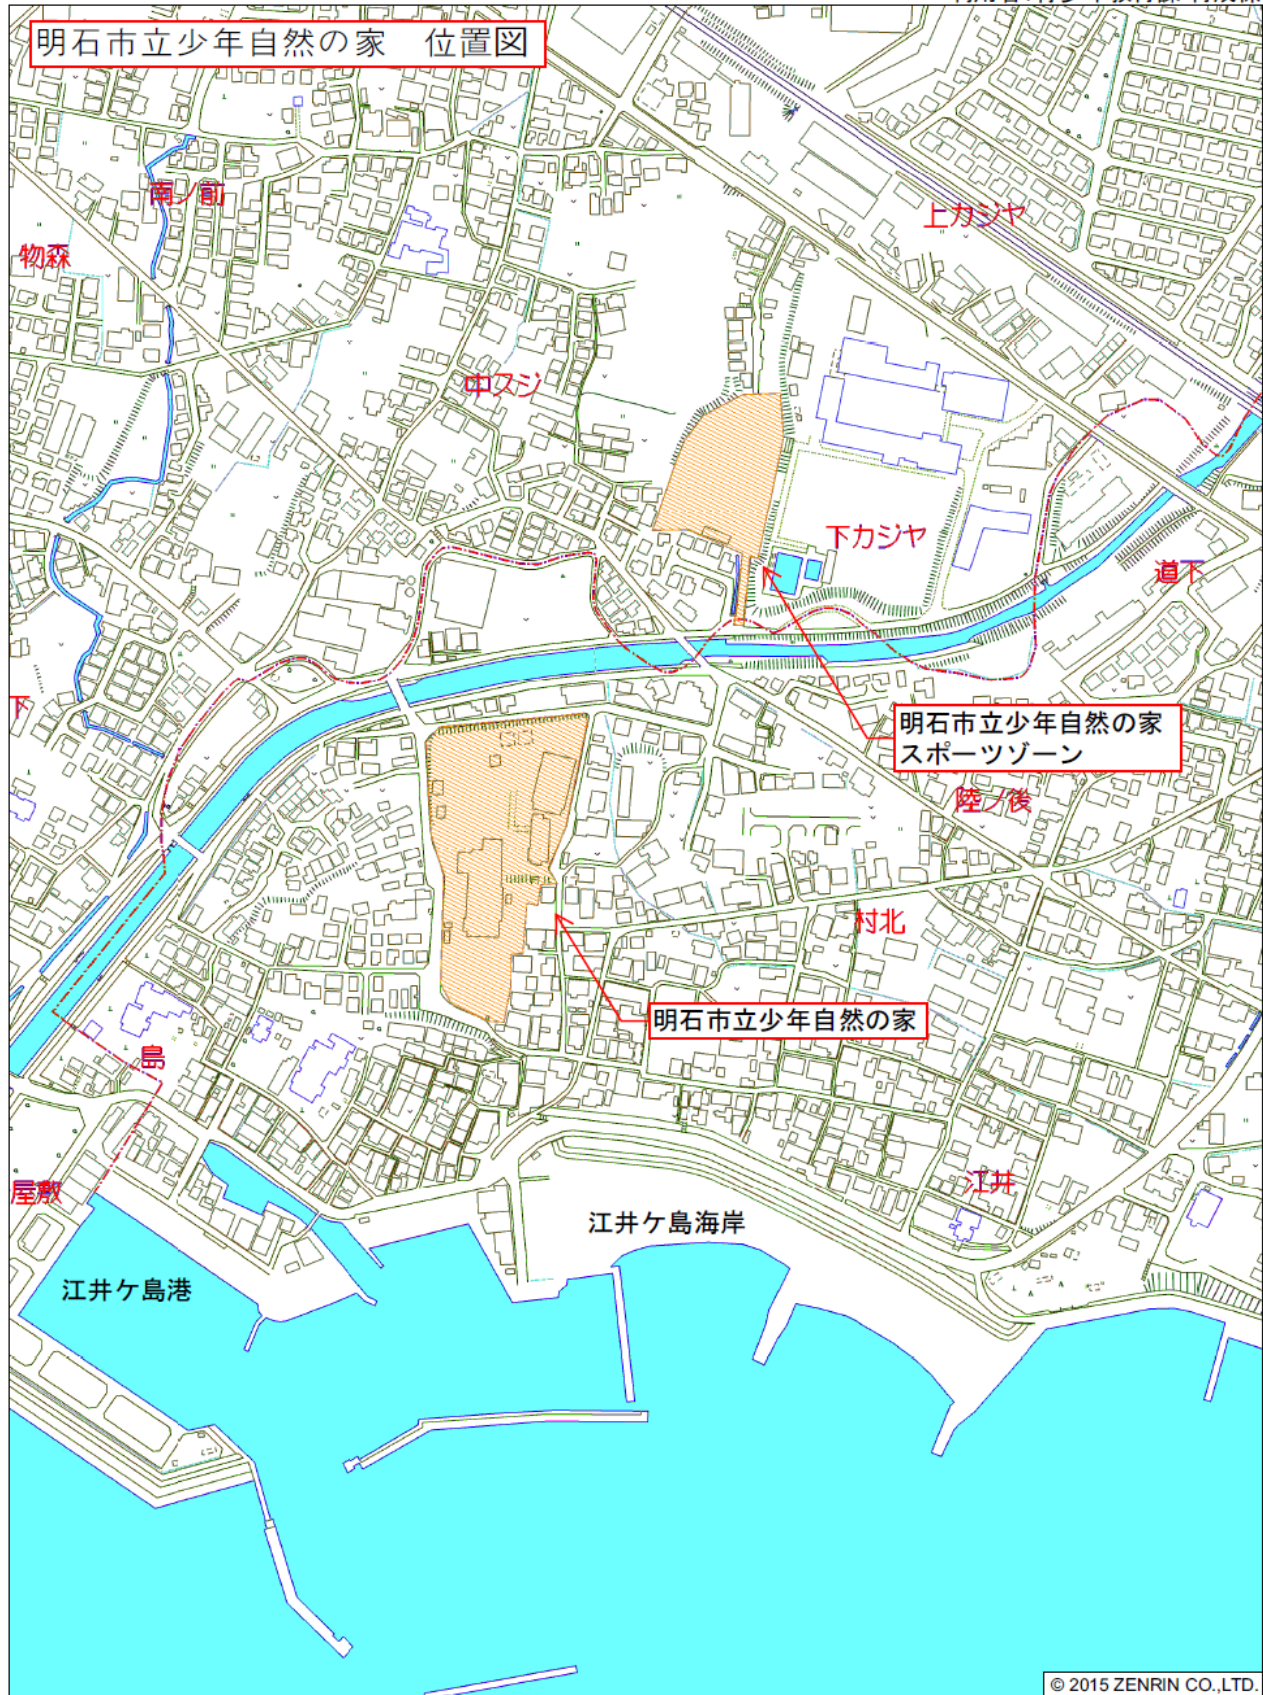 明石市立少年自然の家　位置図
南ノ前
上カジヤ
物森
中スジ
下カジヤ
道下
下
明石市立少年自然の家
スポーツゾーン
陸ノ後
村北
明石市立少年自然の家
島
江井
屋敷
江井ケ島海岸
江井ケ島港
© 2015 ZENRIN CO.,LTD.